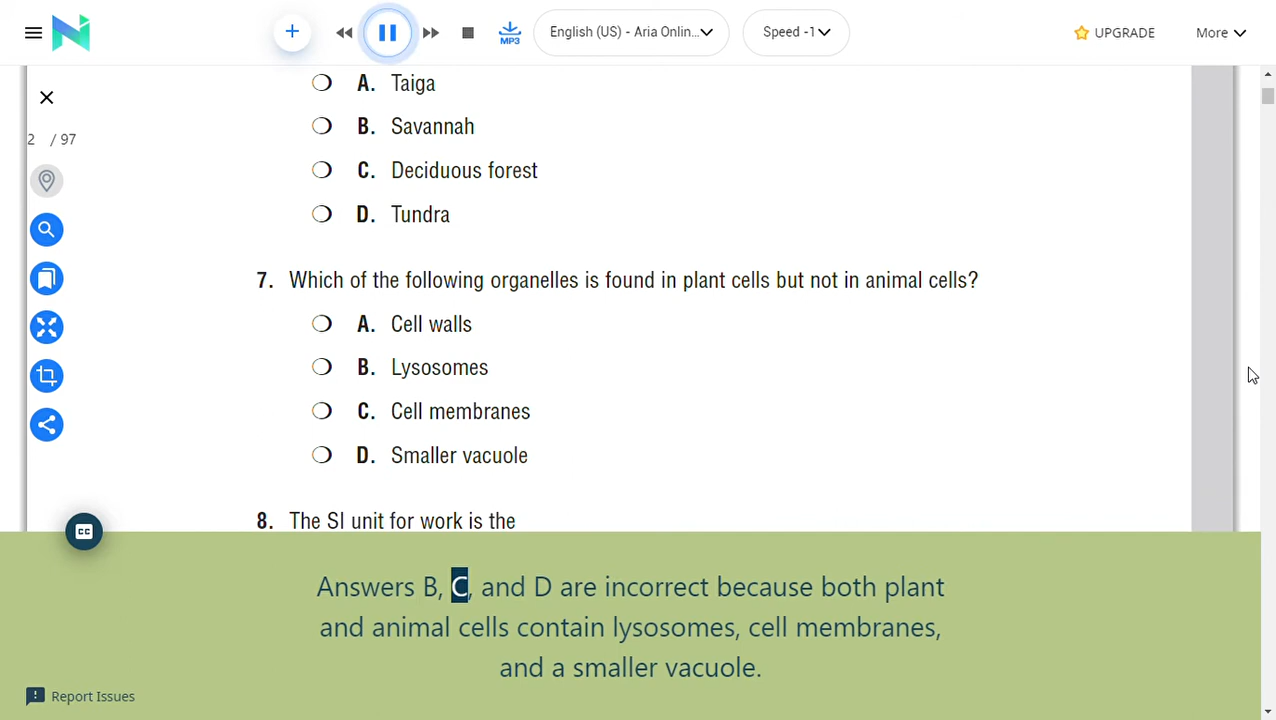 MP3
English (US) - Aria Onlin...
Speed -1
UPGRADE
More
2 / 97
A. Taiga
B. Savannah
C. Deciduous forest
D. Tundra
7. Which of the following organelles is found in plant cells but not in animal cells?
A. Cell walls
B. Lysosomes
C. Cell membranes
D. Smaller vacuole
8. The SI unit for work is the
CC
Answers B, C, and D are incorrect because both plant
and animal cells contain lysosomes, cell membranes,
and a smaller vacuole.
Report Issues